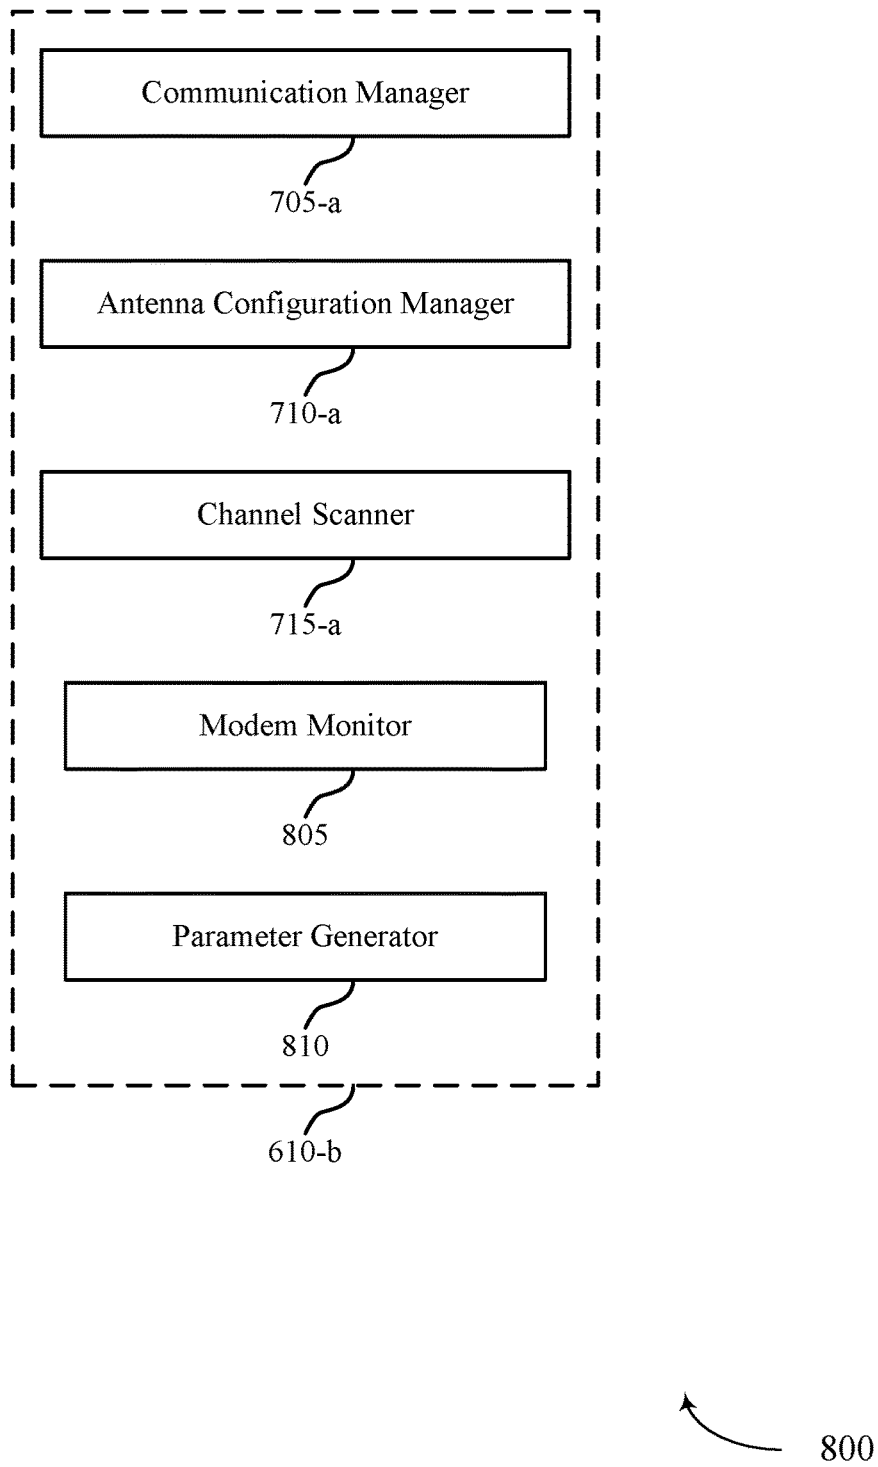 Communication Manager
705-a
Antenna Configuration Manager
710-a
Channel Scanner
715-a
Modem Monitor
805
Parameter Generator
810
610-b
800